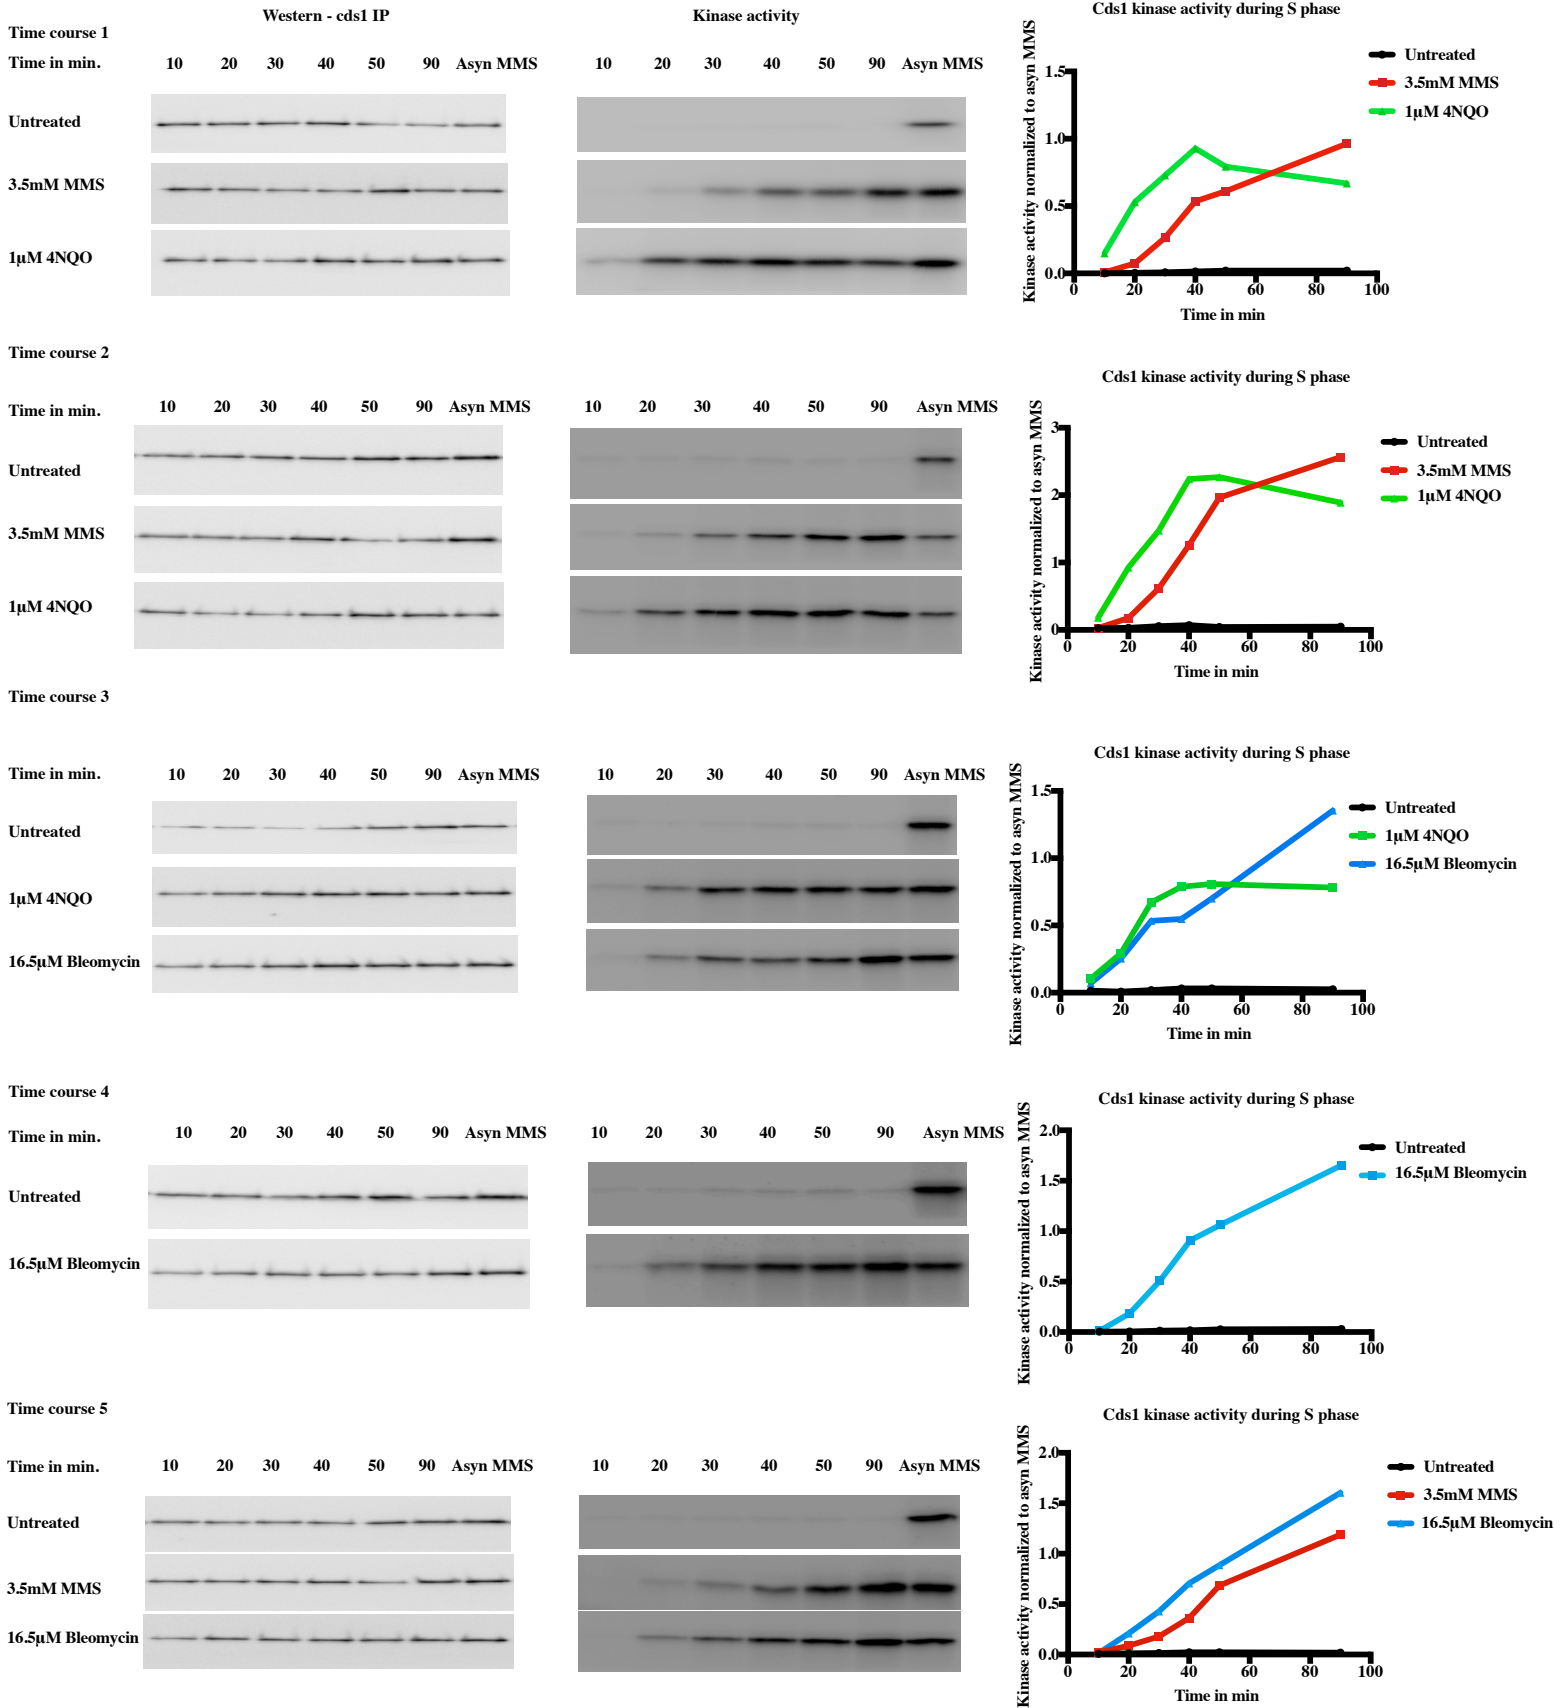 Western - cds1 IP
Kinase activity
Time course 1
Time in min.
10 20 30 40 50 90 Asyn MMS
10 20 30 40 50 90 Asyn MMS
Untreated
3.5mM MMS
1µM 4NQO
Cds1 kinase activity during S phase
Kinase activity normalized to asyn MMS
1.5
1.0
0.5
0.0
0 20 40 60 80 100
Time in min
Untreated
3.5mM MMS
1µM 4NQO
Time course 2
Time in min.
10 20 30 40 50 90 Asyn MMS
10 20 30 40 50 90 Asyn MMS
Untreated
3.5mM MMS
1µM 4NQO
Cds1 kinase activity during S phase
Kinase activity normalized to asyn MMS
3
2
1
0
0 20 40 60 80 100
Time in min
Untreated
3.5mM MMS
1µM 4NQO
Time course 3
Time in min.
10 20 30 40 50 90 Asyn MMS
10 20 30 40 50 90 Asyn MMS
Untreated
1µM 4NQO
16.5µM Bleomycin
Cds1 kinase activity during S phase
Kinase activity normalized to asyn MMS
1.5
1.0
0.5
0.0
0 20 40 60 80 100
Time in min
Untreated
1µM 4NQO
16.5µM Bleomycin
Time course 4
Time in min.
10 20 30 40 50 90 Asyn MMS
10 20 30 40 50 90 Asyn MMS
Untreated
16.5µM Bleomycin
Cds1 kinase activity during S phase
Kinase activity normalized to asyn MMS
2.0
1.5
1.0
0.5
0.0
0 20 40 60 80 100
Untreated
16.5µM Bleomycin
Time course 5
Time in min.
10 20 30 40 50 90 Asyn MMS
10 20 30 40 50 90 Asyn MMS
Untreated
3.5mM MMS
16.5µM Bleomycin
Cds1 kinase activity during S phase
Kinase activity normalized to asyn MMS
2.0
1.5
1.0
0.5
0.0
0 20 40 60 80 100
Time in min
Untreated
3.5mM MMS
16.5µM Bleomycin